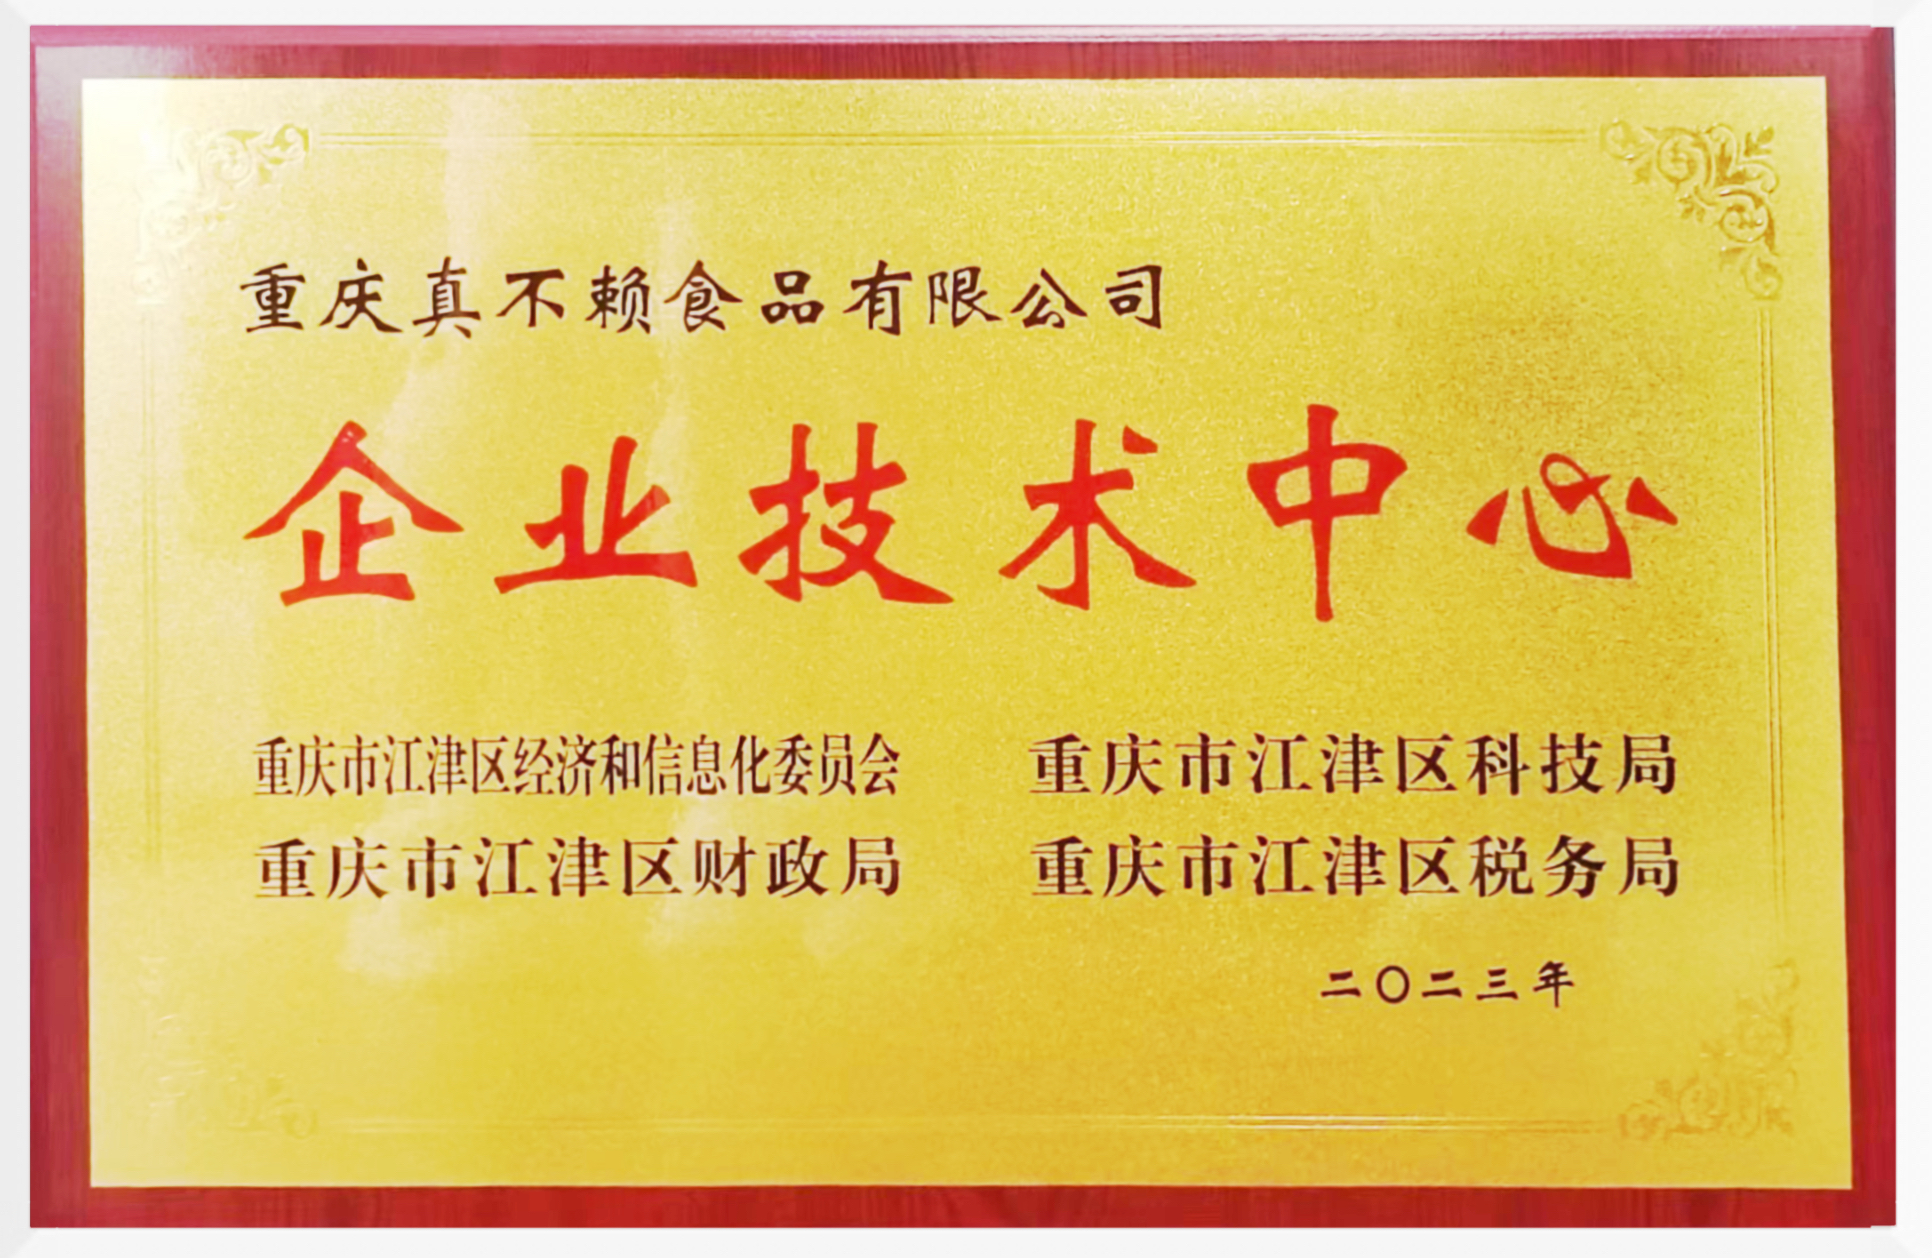 重庆真不赖食品有限公司
企业技术中心
重庆市江津区经济和信息化委员会 重庆市江津区科技局
重庆市江津区财政局 重庆市江津区税务局
二〇二三年